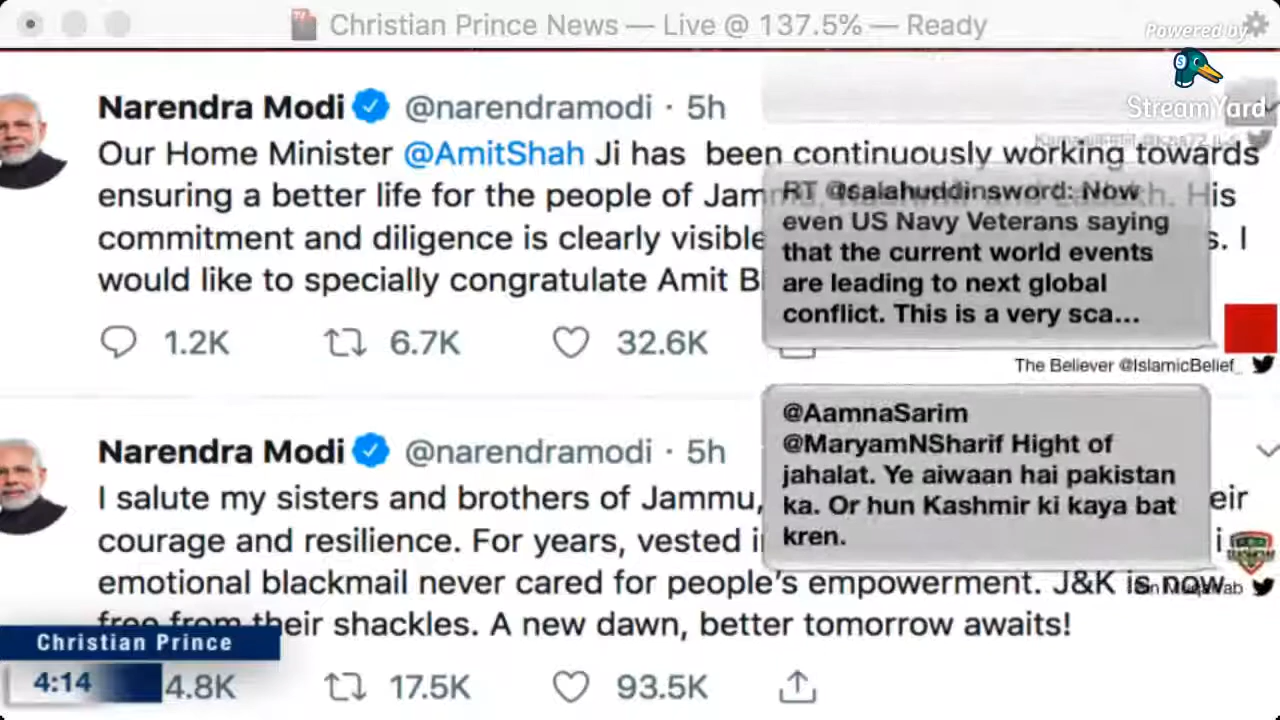 Christian Prince News — Live @ 137.5% — Ready
Powered by
StreamYard
Narendra Modi @narendramodi · 5h
Our Home Minister @AmitShah Ji has been continuously working towards
ensuring a better life for the people of Jammu, Kashmir and Ladakh. His
commitment and diligence is clearly visible s. I
would like to specially congratulate Amit B
1.2K 6.7K 32.6K
RT @salahuddinsword: Now
even US Navy Veterans saying
that the current world events
are leading to next global
conflict. This is a very sca...
The Believer @IslamicBelief_
@AamnaSarim
@MaryamNSharif Hight of
jahalat. Ye aiwaan hai pakistan
ka. Or hun Kashmir ki kaya bat
kren.
Narendra Modi @narendramodi · 5h
I salute my sisters and brothers of Jammu, eir
courage and resilience. For years, vested i i
emotional blackmail never cared for people's empowerment. J&K is now
free from their shackles. A new dawn, better tomorrow awaits!
4.8K 17.5K 93.5K
Christian Prince
4:14